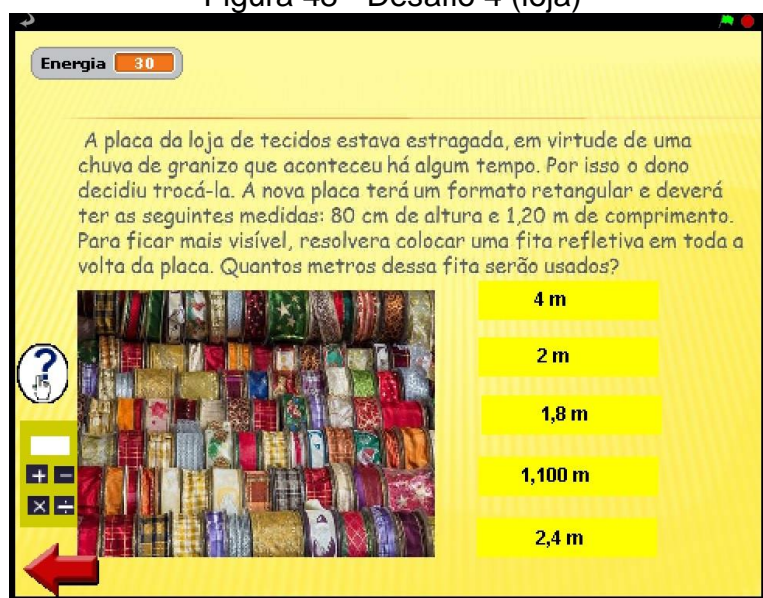 Figura 48 - Desafio 4 (loja)
Energia 30
A placa da loja de tecidos estava estragada, em virtude de uma
chuva de granizo que aconteceu há algum tempo. Por isso o dono
decidiu trocá-la. A nova placa terá um formato retangular e deverá
ter as seguintes medidas: 80 cm de altura e 1,20 m de comprimento.
Para ficar mais visível, resolvera colocar uma fita refletiva em toda a
volta da placa. Quantos metros dessa fita serão usados?
4 m
2 m
1,8 m
1,100 m
2,4 m
?
+ −
× ÷